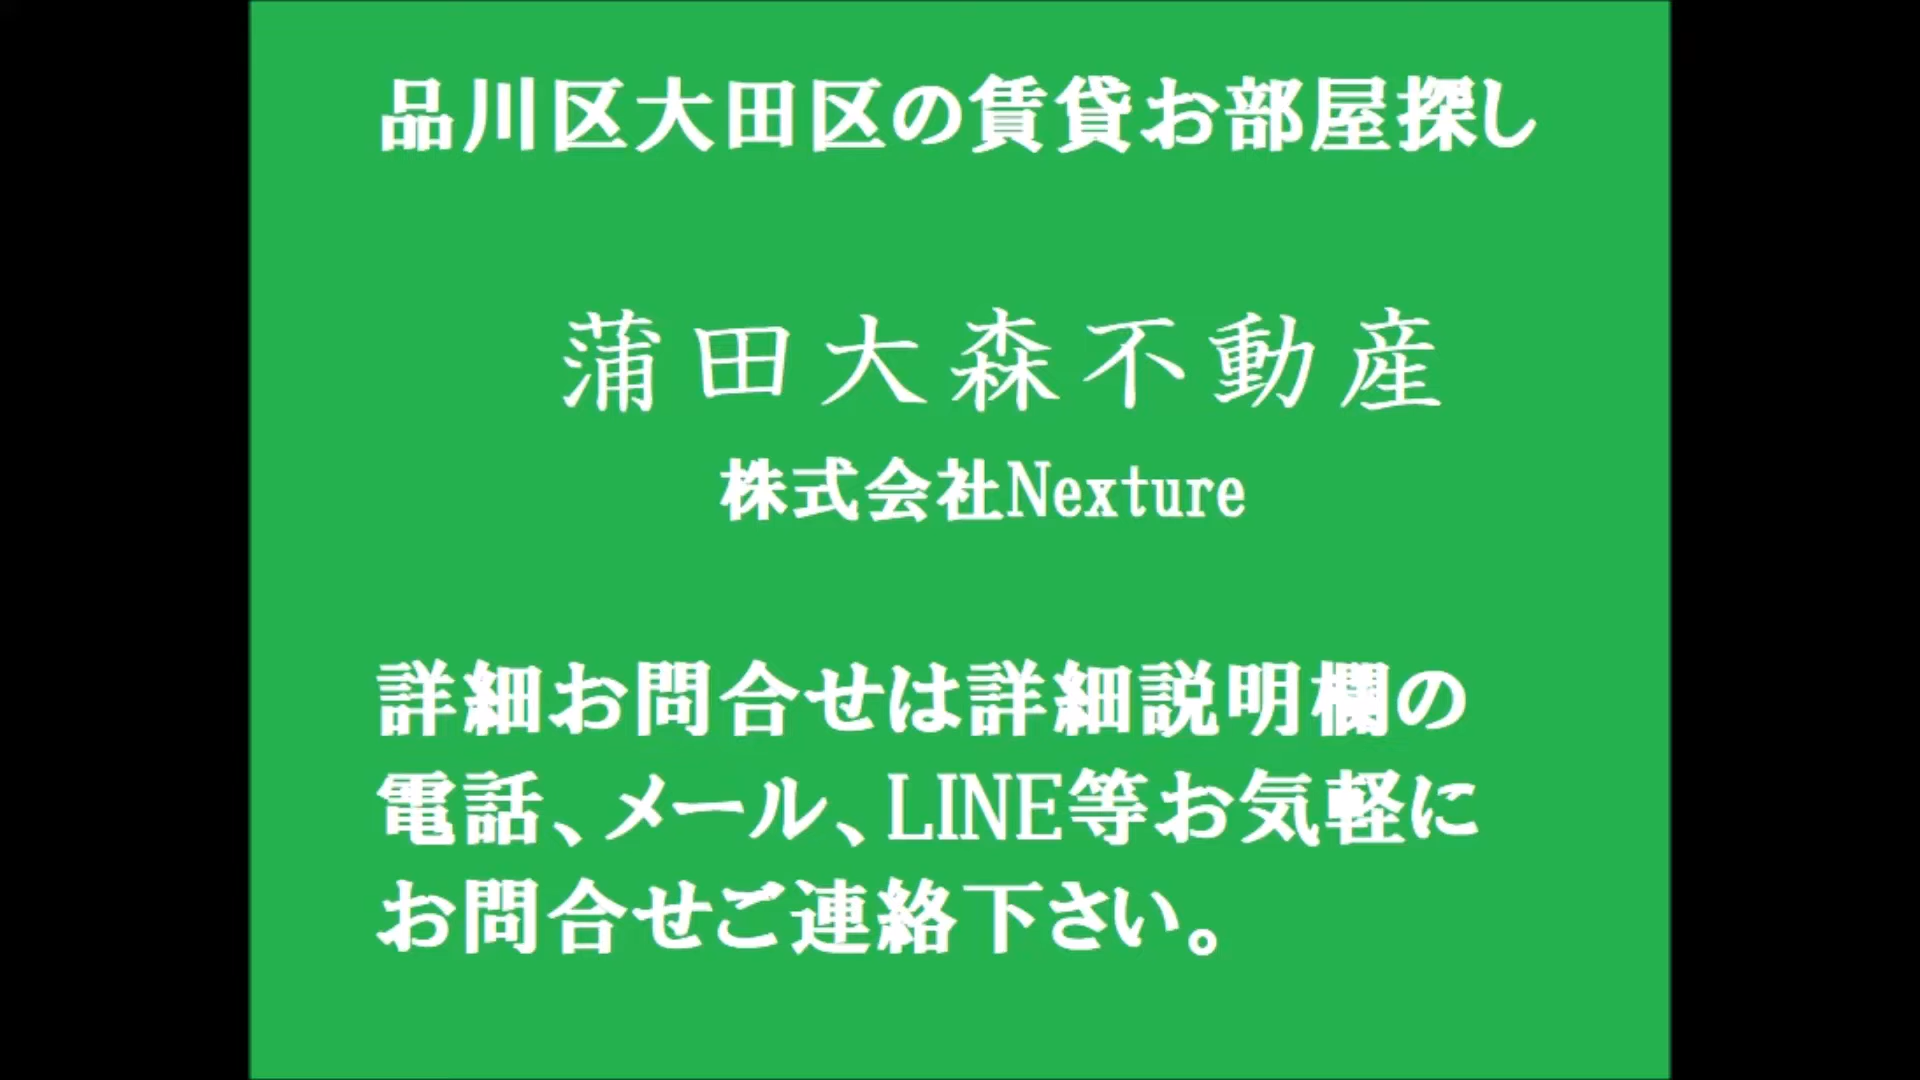 品川区大田区の賃貸お部屋探し
蒲田大森不動産
株式会社Nexture
詳細お問合せは詳細説明欄の
電話、メール、LINE等お気軽に
お問合せご連絡下さい。